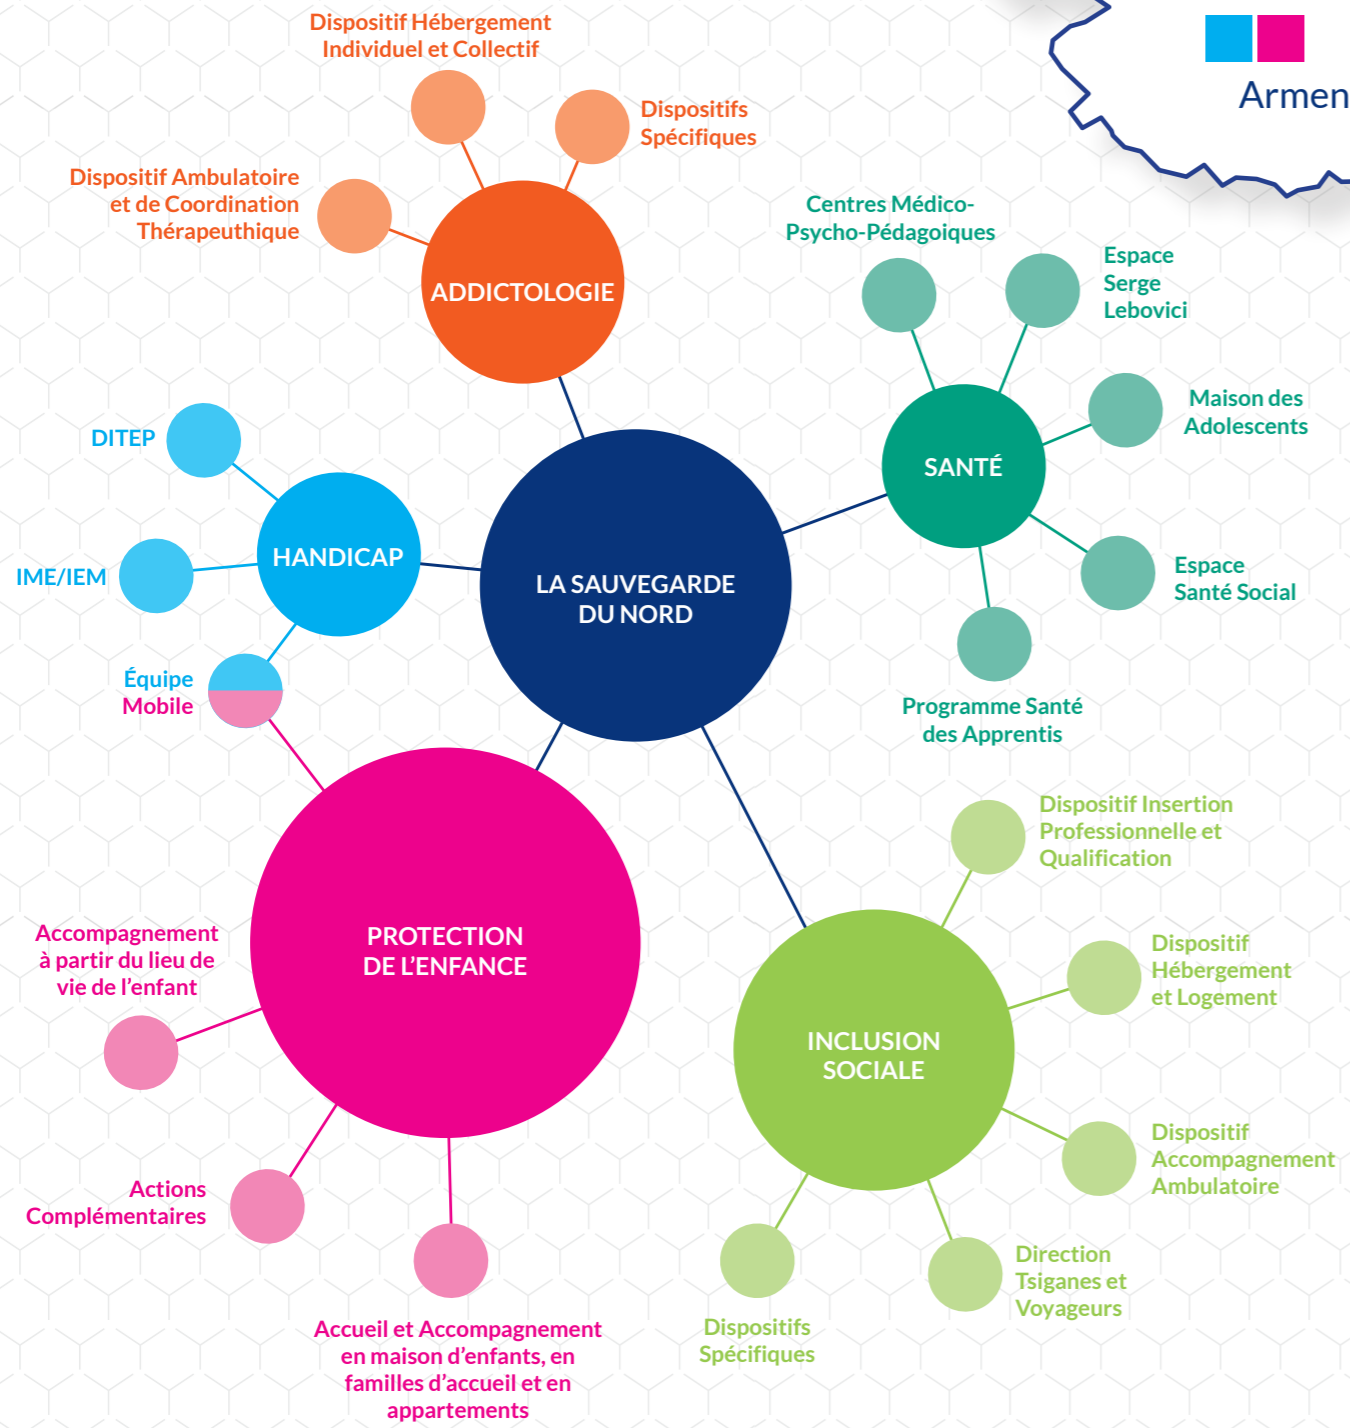 Dispositif Hébergement
Individuel et Collectif
Dispositifs
Spécifiques
Dispositif Ambulatoire
et de Coordination
Thérapeuthique
ADDICTOLOGIE
Armen
Centres Médico-
Psycho-Pédagoiques
Espace
Serge
Lebovici
Maison des
Adolescents
SANTÉ
Espace
Santé Social
Programme Santé
des Apprentis
DITEP
HANDICAP
IME/IEM
Équipe
Mobile
LA SAUVEGARDE
DU NORD
PROTECTION
DE L’ENFANCE
Accompagnement
à partir du lieu de
vie de l’enfant
Actions
Complémentaires
Accueil et Accompagnement
en maison d’enfants, en
familles d’accueil et en
appartements
INCLUSION
SOCIALE
Dispositif Insertion
Professionnelle et
Qualification
Dispositif
Hébergement
et Logement
Dispositif
Accompagnement
Ambulatoire
Direction
Tsiganes et
Voyageurs
Dispositifs
Spécifiques